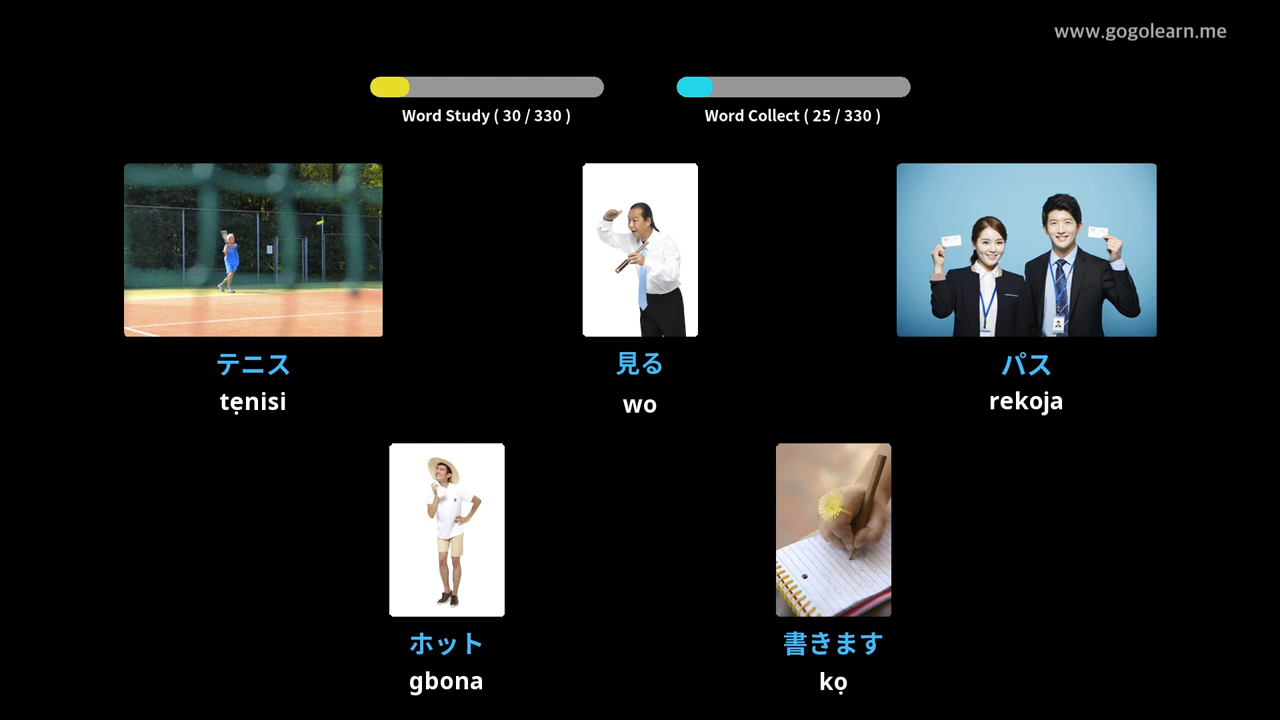 www.gogolearn.me
Word Study ( 30 / 330 )
Word Collect ( 25 / 330 )
テニス
tẹnisi
見る
wo
パス
rekoja
ホット
gbona
書きます
kọ